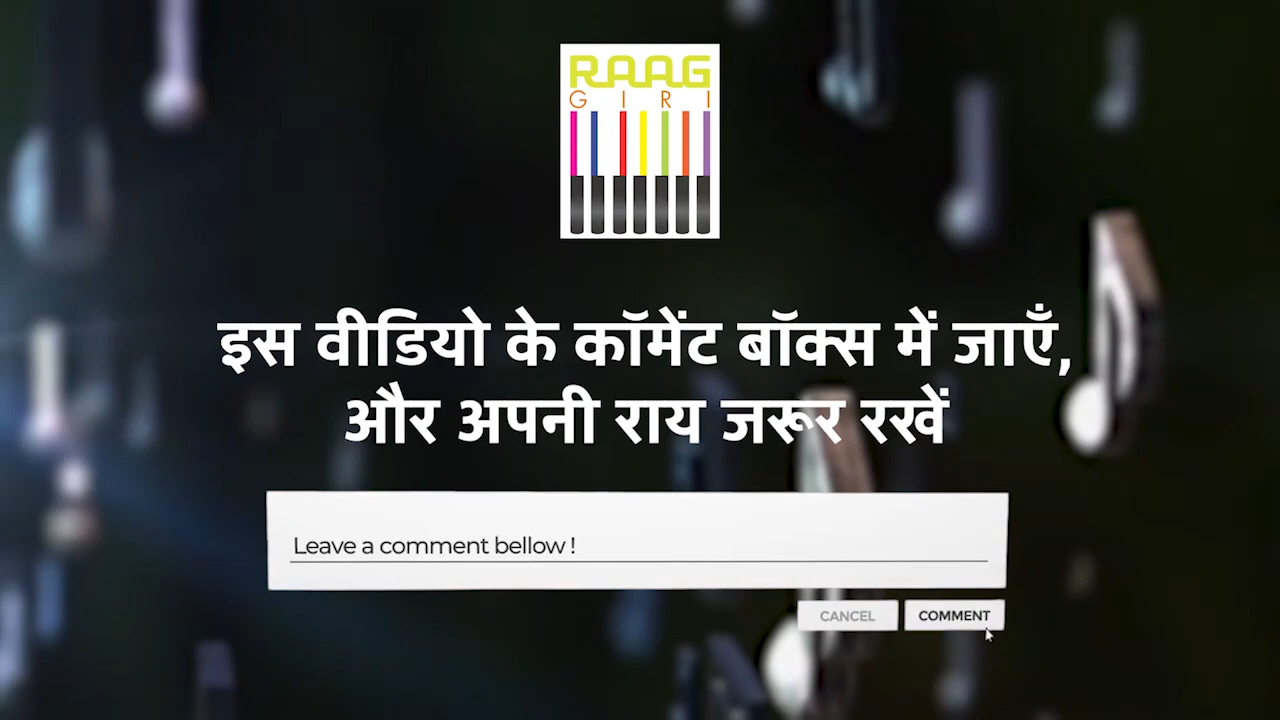 RAAG
GIRI
इस वीडियो के कॉमेंट बॉक्स में जाएँ,
और अपनी राय जरूर रखें
Leave a comment bellow !
CANCEL
COMMENT